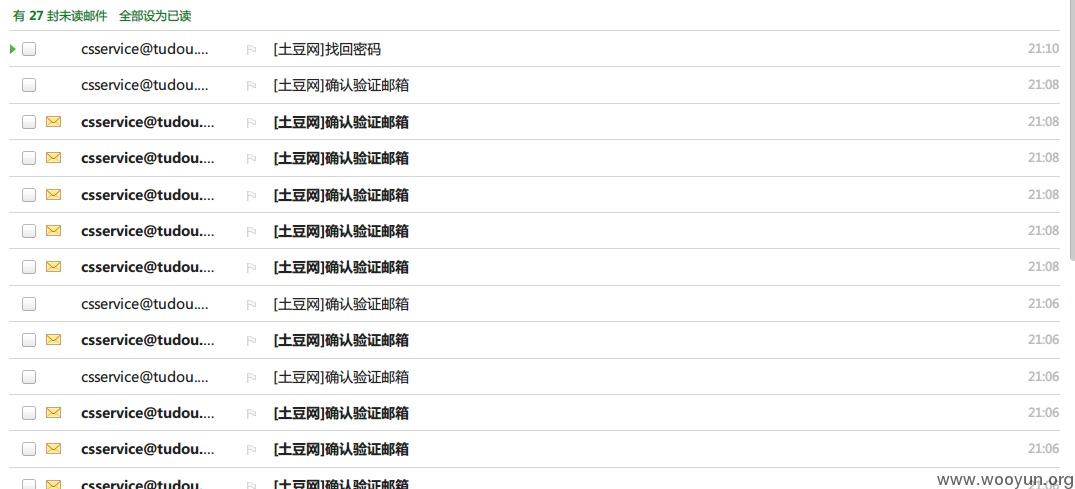 有 27 封未读邮件 全部设为已读
csservice@tudou.... [土豆网]找回密码 21:10
csservice@tudou.... [土豆网]确认验证邮箱 21:08
csservice@tudou.... [土豆网]确认验证邮箱 21:08
csservice@tudou.... [土豆网]确认验证邮箱 21:08
csservice@tudou.... [土豆网]确认验证邮箱 21:08
csservice@tudou.... [土豆网]确认验证邮箱 21:08
csservice@tudou.... [土豆网]确认验证邮箱 21:08
csservice@tudou.... [土豆网]确认验证邮箱 21:06
csservice@tudou.... [土豆网]确认验证邮箱 21:06
csservice@tudou.... [土豆网]确认验证邮箱 21:06
csservice@tudou.... [土豆网]确认验证邮箱 21:06
csservice@tudou.... [土豆网]确认验证邮箱 21:06
csservice@tudou.... [土豆网]确认验证邮箱 21:06
www.wooyun.org